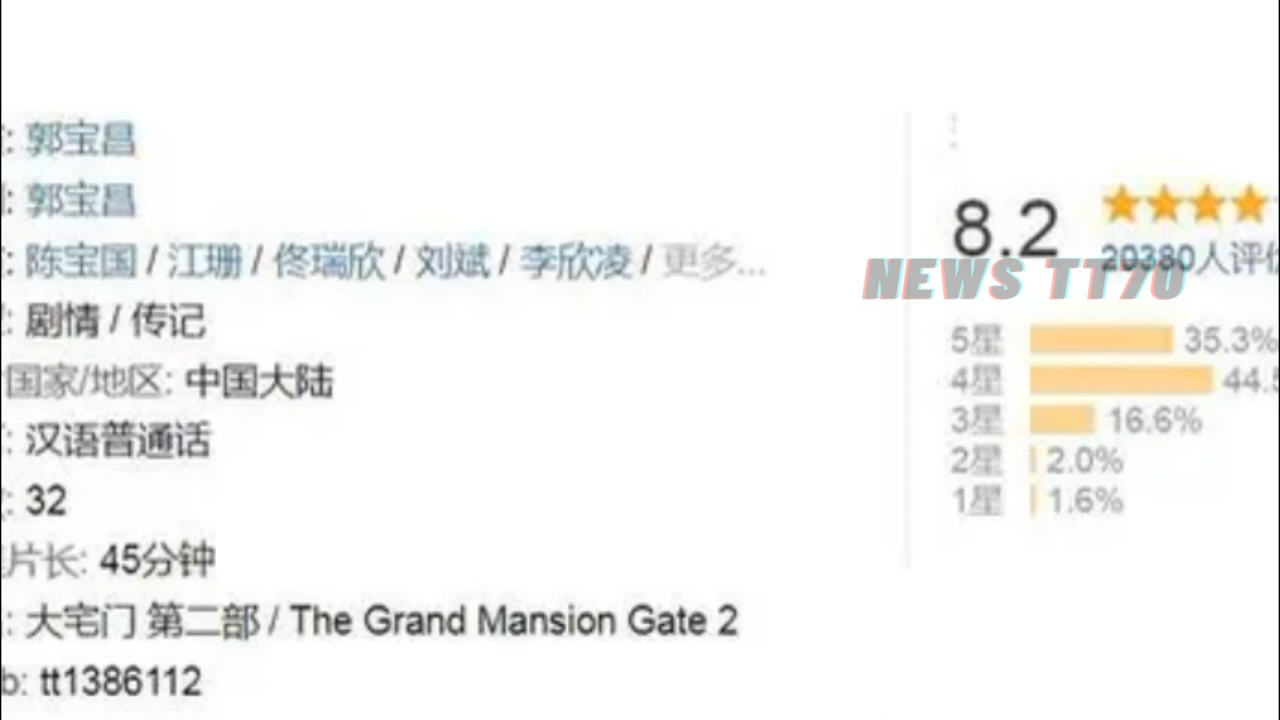 : 郭宝昌
: 郭宝昌
: 陈宝国 / 江珊 / 佟瑞欣 / 刘斌 / 李欣凌 / 更多...
: 剧情 / 传记
国家/地区: 中国大陆
: 汉语普通话
: 32
片长: 45分钟
: 大宅门 第二部 / The Grand Mansion Gate 2
b: tt1386112
8.2
20380人评价
NEWS TT70
5星 35.3%
4星 44.5
3星 16.6%
2星 2.0%
1星 1.6%